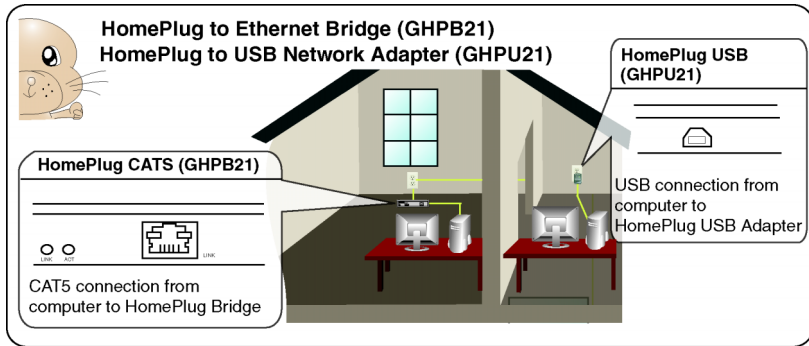 HomePlug to Ethernet Bridge (GHPB21)
HomePlug to USB Network Adapter (GHPU21)
HomePlug USB
(GHPU21)
USB connection from
computer to
HomePlug USB Adapter
HomePlug CATS (GHPB21)
LINK
ACT
LINK
CAT5 connection from
computer to HomePlug Bridge